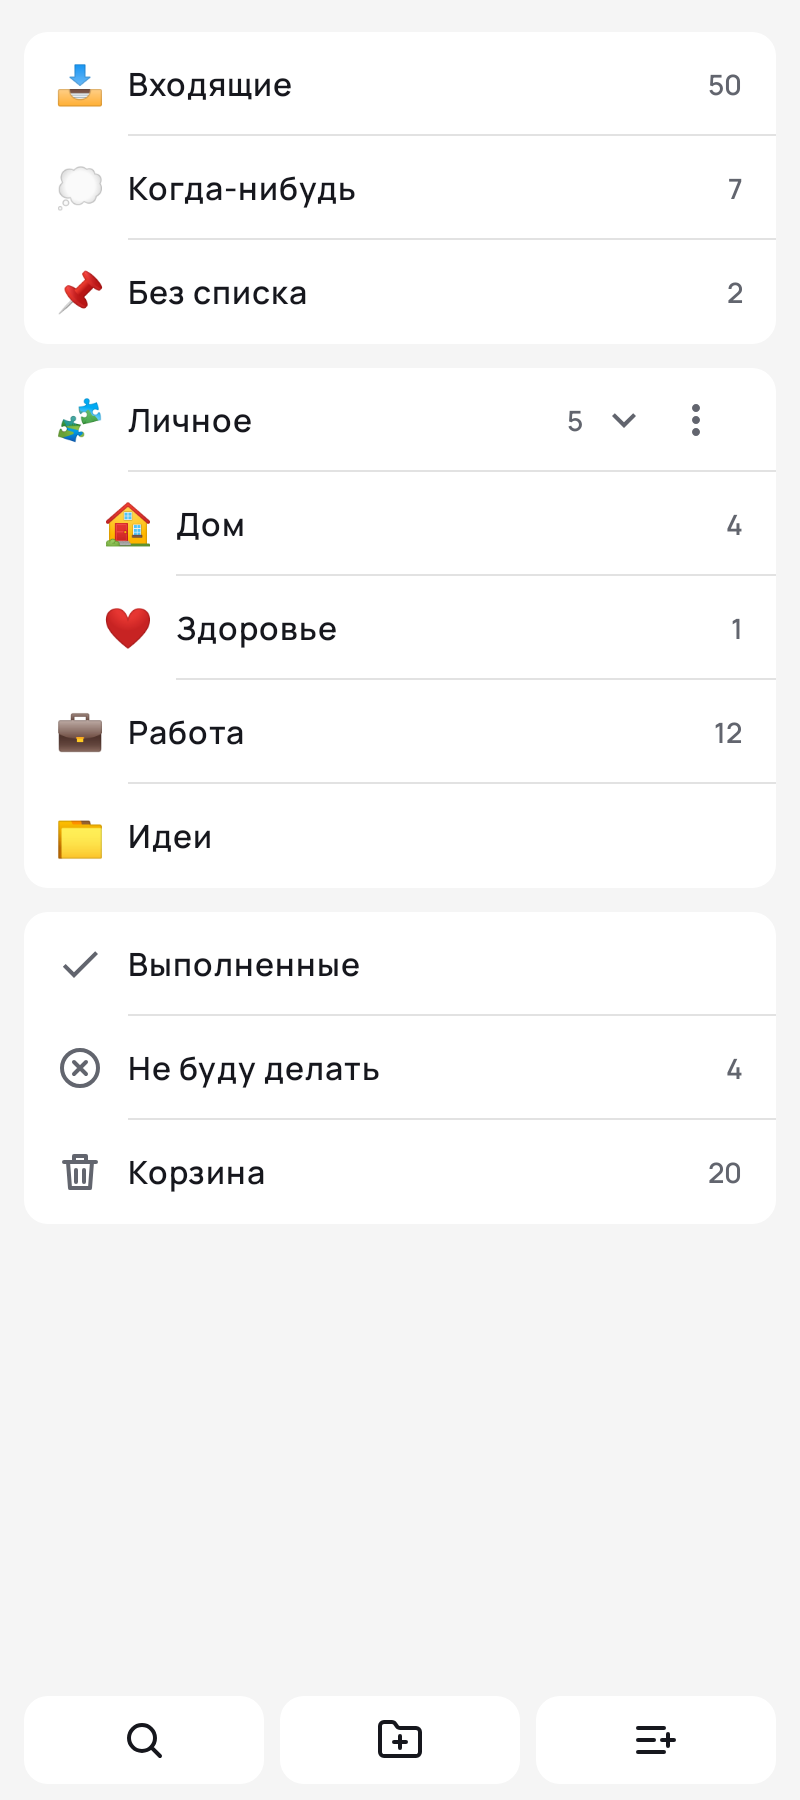 Входящие 50
Когда-нибудь 7
Без списка 2
Личное 5
Дом 4
Здоровье 1
Работа 12
Идеи
Выполненные
Не буду делать 4
Корзина 20